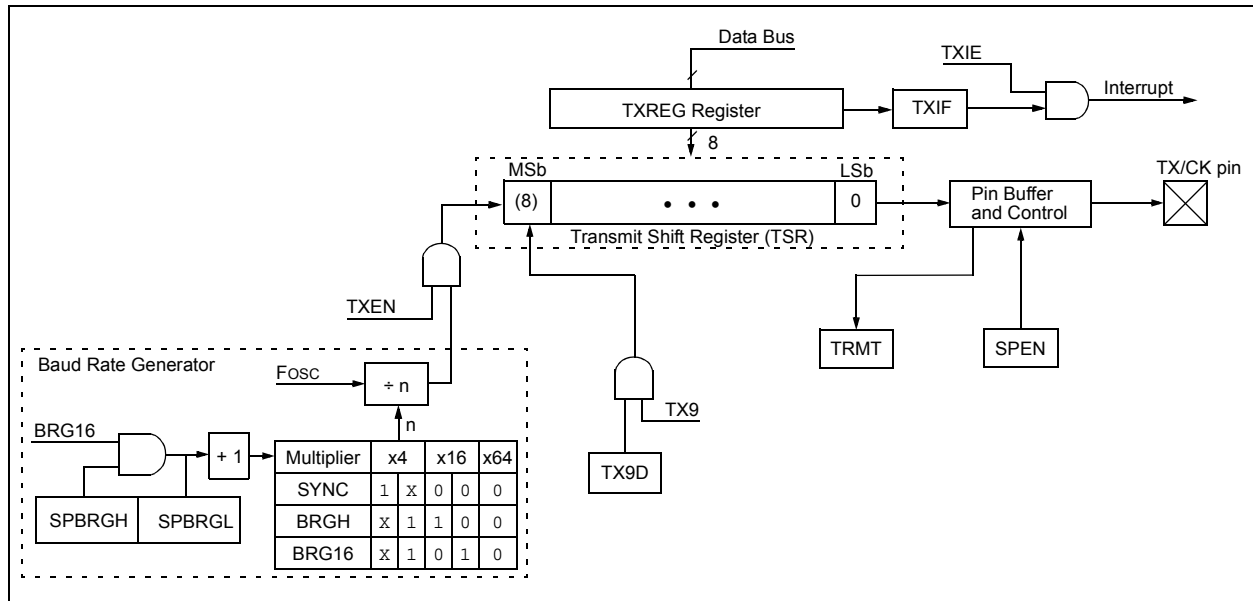 Data Bus
TXIE
Interrupt
TXREG Register
TXIF
8
MSb
LSb
TX/CK pin
(8)
• • •
0
Pin Buffer
and Control
Transmit Shift Register (TSR)
TXEN
TRMT
SPEN
Baud Rate Generator
FOSC
÷ n
TX9
n
BRG16
+ 1
Multiplier x4 x16 x64
TX9D
SYNC 1 X 0 0 0
SPBRGH SPBRGL
BRGH X 1 1 0 0
BRG16 X 1 0 1 0